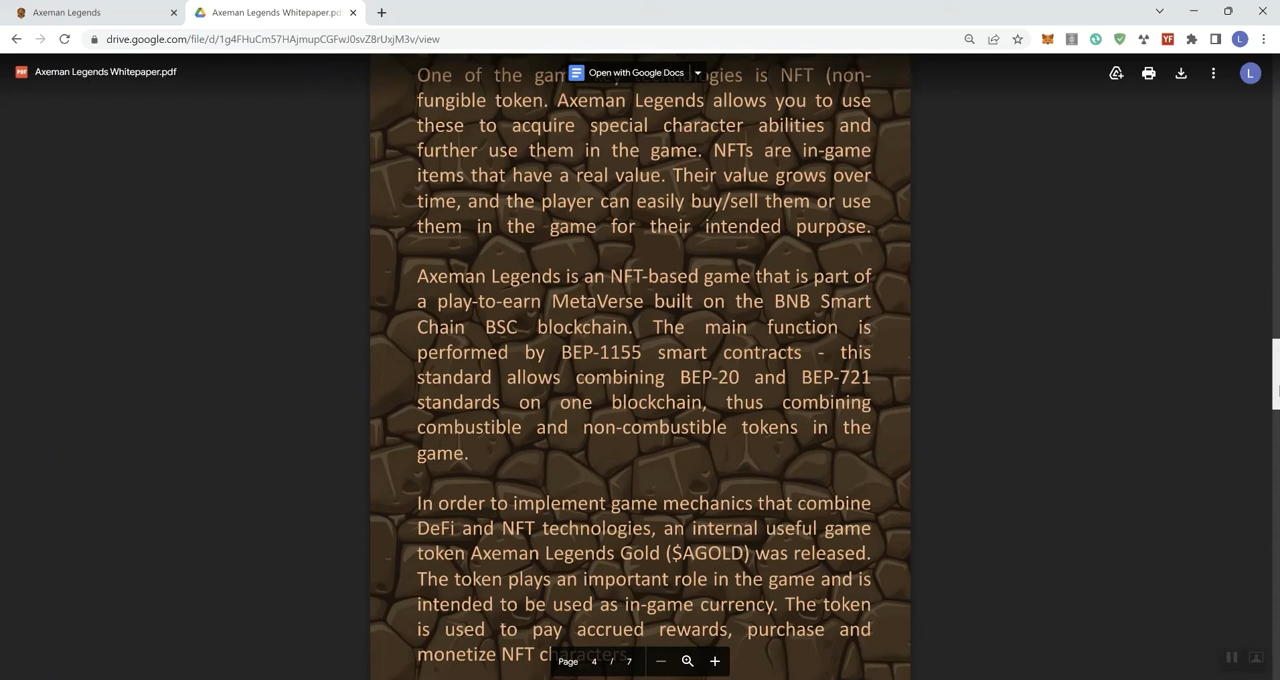 Axeman Legends
Axeman Legends Whitepaper.pd
drive.google.com/file/d/1g4FHuCm57HAjmupCGFwJ0svZ8rUxjM3v/view
YF
L
PDF
Axeman Legends Whitepaper.pdf
Open with Google Docs
L
One of the gam ogies is NFT (non-
fungible token. Axeman Legends allows you to use
these to acquire special character abilities and
further use them in the game. NFTs are in-game
items that have a real value. Their value grows over
time, and the player can easily buy/sell them or use
them in the game for their intended purpose.
Axeman Legends is an NFT-based game that is part of
a play-to-earn MetaVerse built on the BNB Smart
Chain BSC blockchain. The main function is
performed by BEP-1155 smart contracts - this
standard allows combining BEP-20 and BEP-721
standards on one blockchain, thus combining
combustible and non-combustible tokens in the
game.
In order to implement game mechanics that combine
DeFi and NFT technologies, an internal useful game
token Axeman Legends Gold ($AGOLD) was released.
The token plays an important role in the game and is
intended to be used as in-game currency. The token
is used to pay accrued rewards, purchase and
monetize NFT characters.
Page 4 / 7